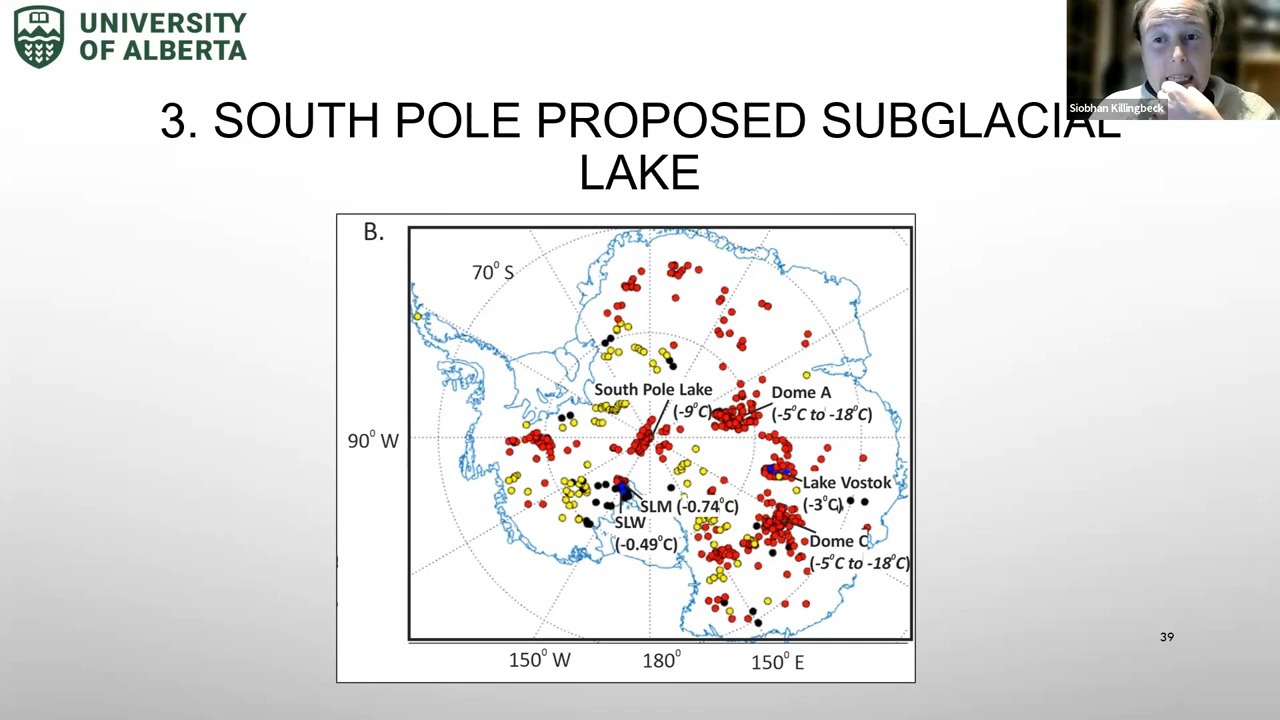 UNIVERSITY
OF ALBERTA
Siobhan Killingbeck
3. SOUTH POLE PROPOSED SUBGLACIAL
LAKE
B.
70⁰ S
South Pole Lake
(-9⁰C)
Dome A
(-5⁰C to -18⁰C)
90⁰ W
Lake Vostok
(-3⁰C)
SLM (-0.74⁰C)
SLW
(-0.49⁰C)
Dome C
(-5⁰C to -18⁰C)
150⁰ W
180⁰
150⁰ E
39